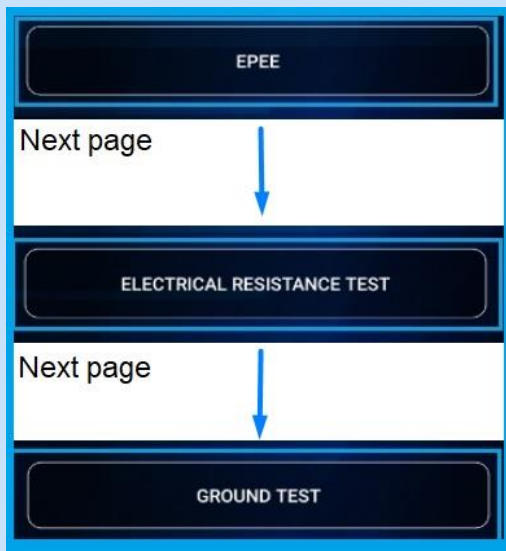 EPEE
Next page
ELECTRICAL RESISTANCE TEST
Next page
GROUND TEST